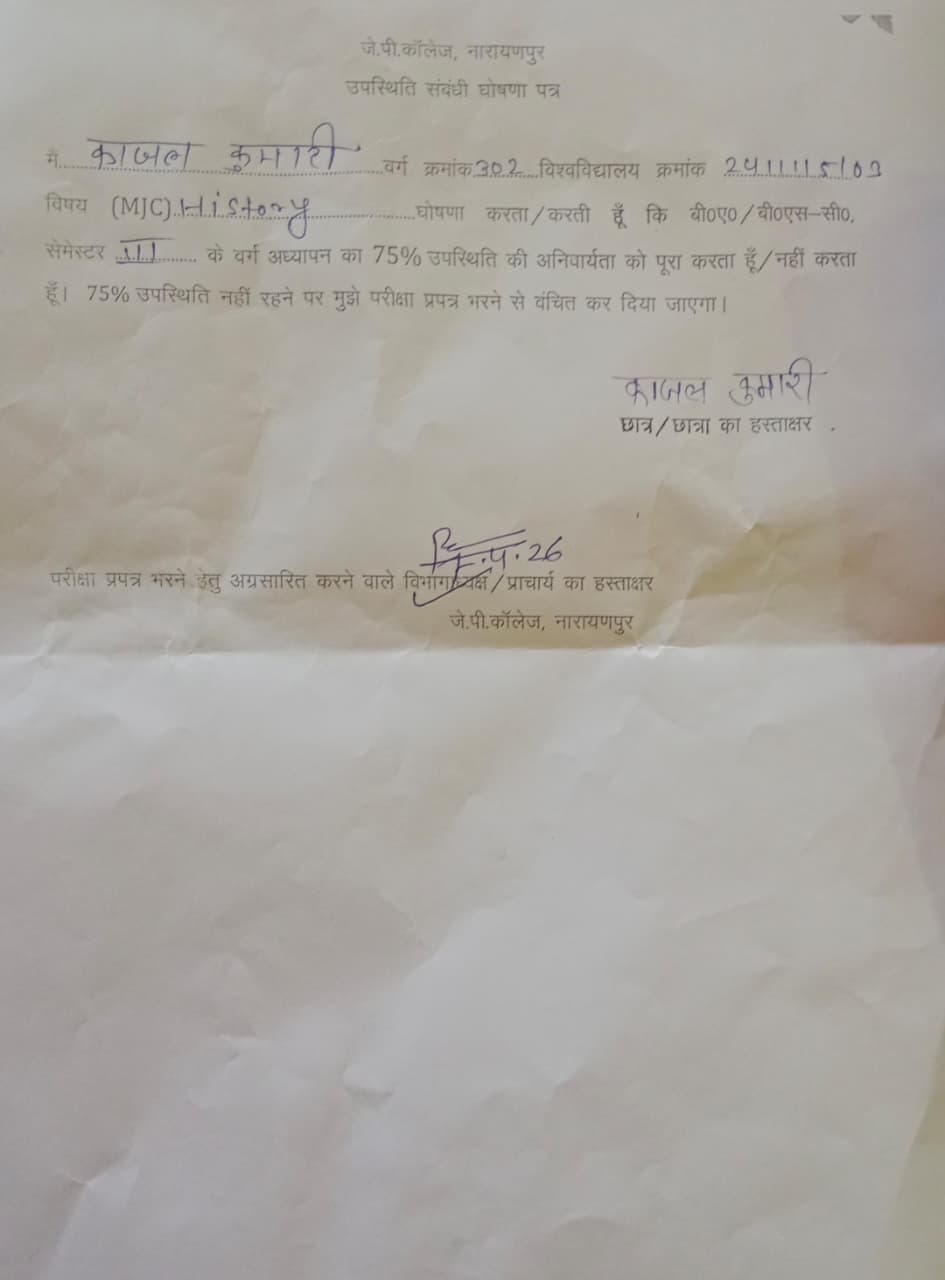 जे.पी.कॉलेज, नारायणपुर
उपस्थिति संबंधी घोषणा पत्र
मैं काजल कुमारी वर्ग क्रमांक 302 विश्वविद्यालय क्रमांक 2411115103
विषय (MJC) History घोषणा करता/करती हूँ कि बी०ए०/बी०एस–सी०,
सेमेस्टर III के वर्ग अध्यापन का 75% उपस्थिति की अनिवार्यता को पूरा करता हूँ/नहीं करता
हूँ। 75% उपस्थिति नहीं रहने पर मुझे परीक्षा प्रपत्र भरने से वंचित कर दिया जाएगा।
काजल कुमारी
छात्र/छात्रा का हस्ताक्षर .
26
परीक्षा प्रपत्र भरने हेतु अग्रसारित करने वाले विभागाध्यक्ष/प्राचार्य का हस्ताक्षर
जे.पी.कॉलेज, नारायणपुर